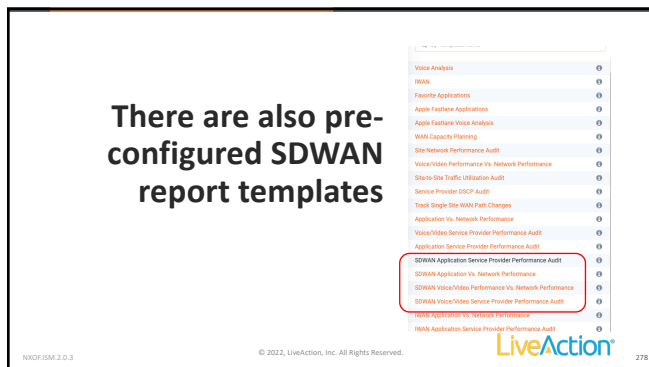 There are also pre-
configured SDWAN
report templates
Voice Analysis
IWAN
Favorite Applications
Apple Fastlane Applications
Apple Fastlane Voice Analysis
WAN Capacity Planning
Site Network Performance Audit
Voice/Video Performance Vs. Network Performance
Site-to-Site Traffic Utilization Audit
Service Provider DSCP Audit
Track Single Site WAN Path Changes
Application Vs. Network Performance
Voice/Video Service Provider Performance Audit
Application Service Provider Performance Audit
SDWAN Application Service Provider Performance Audit
SDWAN Application Vs. Network Performance
SDWAN Voice/Video Performance Vs. Network Performance
SDWAN Voice/Video Service Provider Performance Audit
IWAN Application Vs. Network Performance
IWAN Application Service Provider Performance Audit
NXOF.ISM.2.0.3
© 2022, LiveAction, Inc. All Rights Reserved.
LiveAction®
278